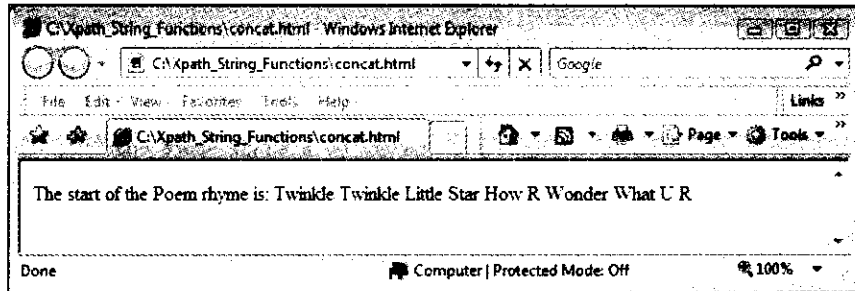 C:\Xpath_String_Functions\concat.html - Windows Internet Explorer
C:\Xpath_String_Functions\concat.html Google
File Edit View Favorites Tools Help Links »
C:\Xpath_String_Functions\concat.html Page Tools »
The start of the Poem rhyme is: Twinkle Twinkle Little Star How R Wonder What U R
Done Computer | Protected Mode: Off 100%